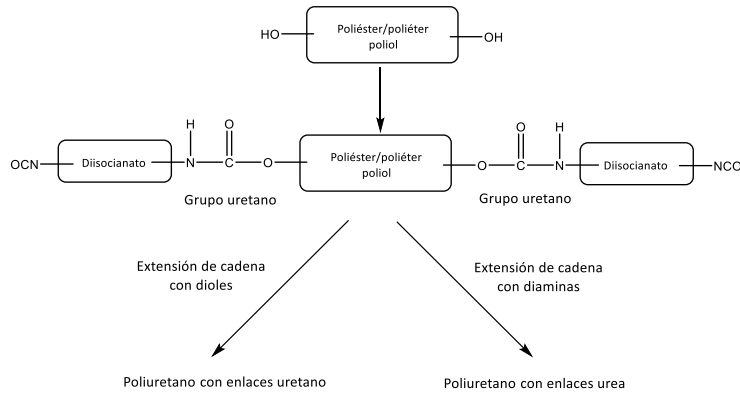 HO
Poliéster/poliéter
poliol
OH
H
O
O
H
OCN
Diisocianato
N
C
O
Poliéster/poliéter
poliol
O
C
N
Diisocianato
NCO
Grupo uretano
Grupo uretano
Extensión de cadena
con dioles
Extensión de cadena
con diaminas
Poliuretano con enlaces uretano
Poliuretano con enlaces urea